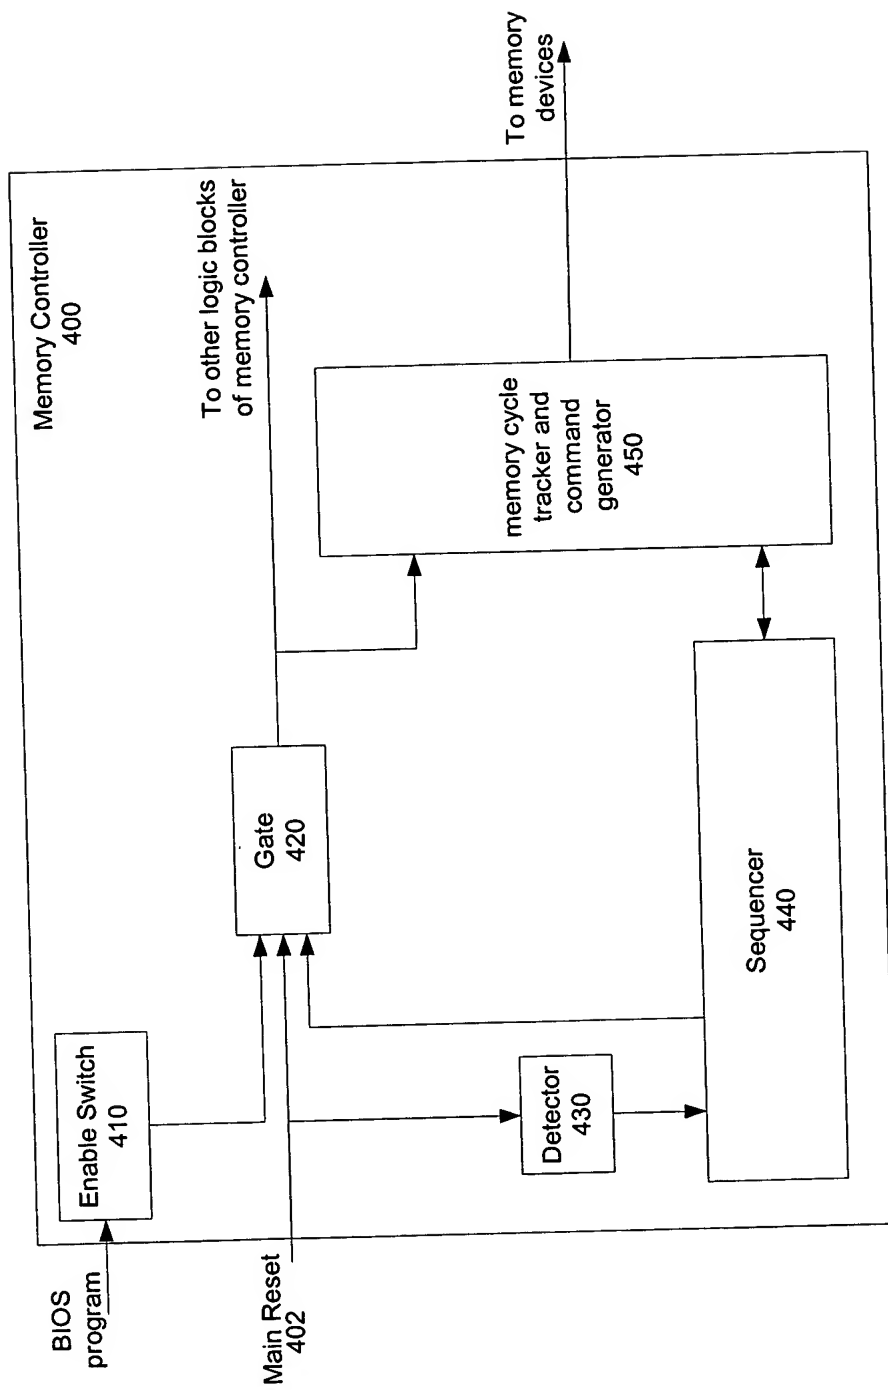 Memory Controller
400
BIOS
program
Enable Switch
410
Main Reset
402
Gate
420
To other logic blocks
of memory controller
Detector
430
memory cycle
tracker and
command
generator
450
To memory
devices
Sequencer
440